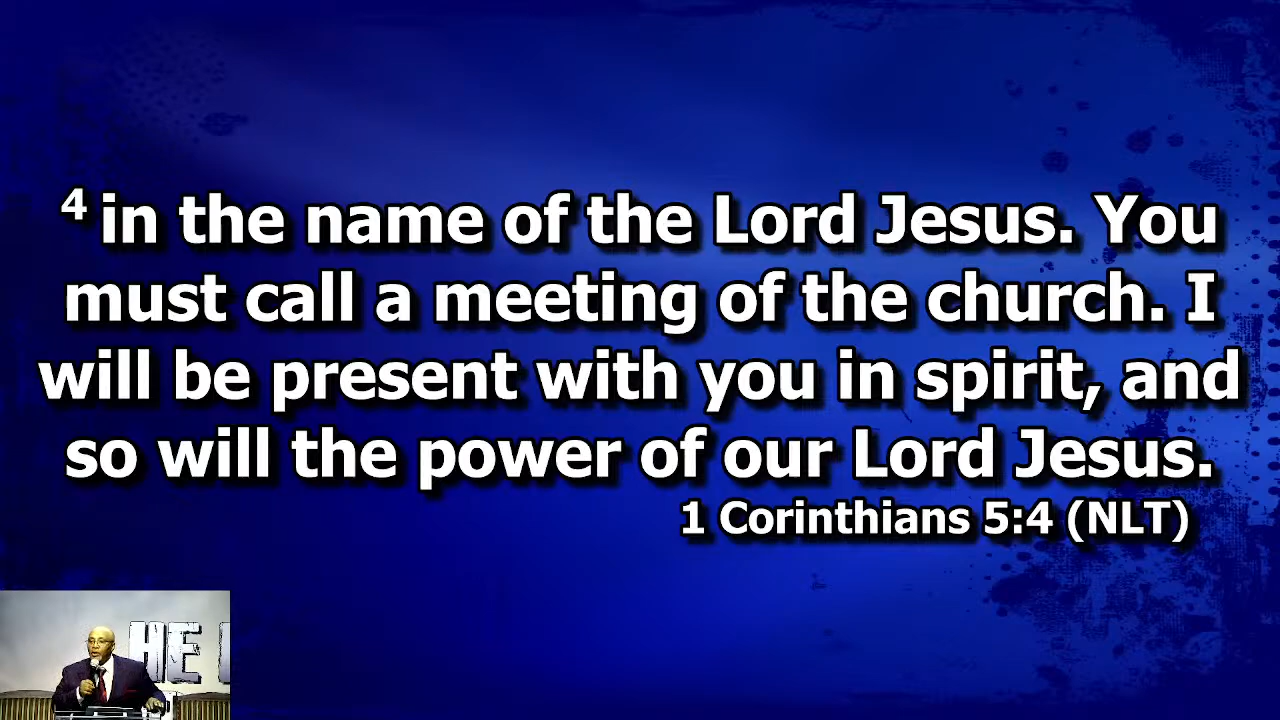 4 in the name of the Lord Jesus. You
must call a meeting of the church. I
will be present with you in spirit, and
so will the power of our Lord Jesus.
1 Corinthians 5:4 (NLT)
HE